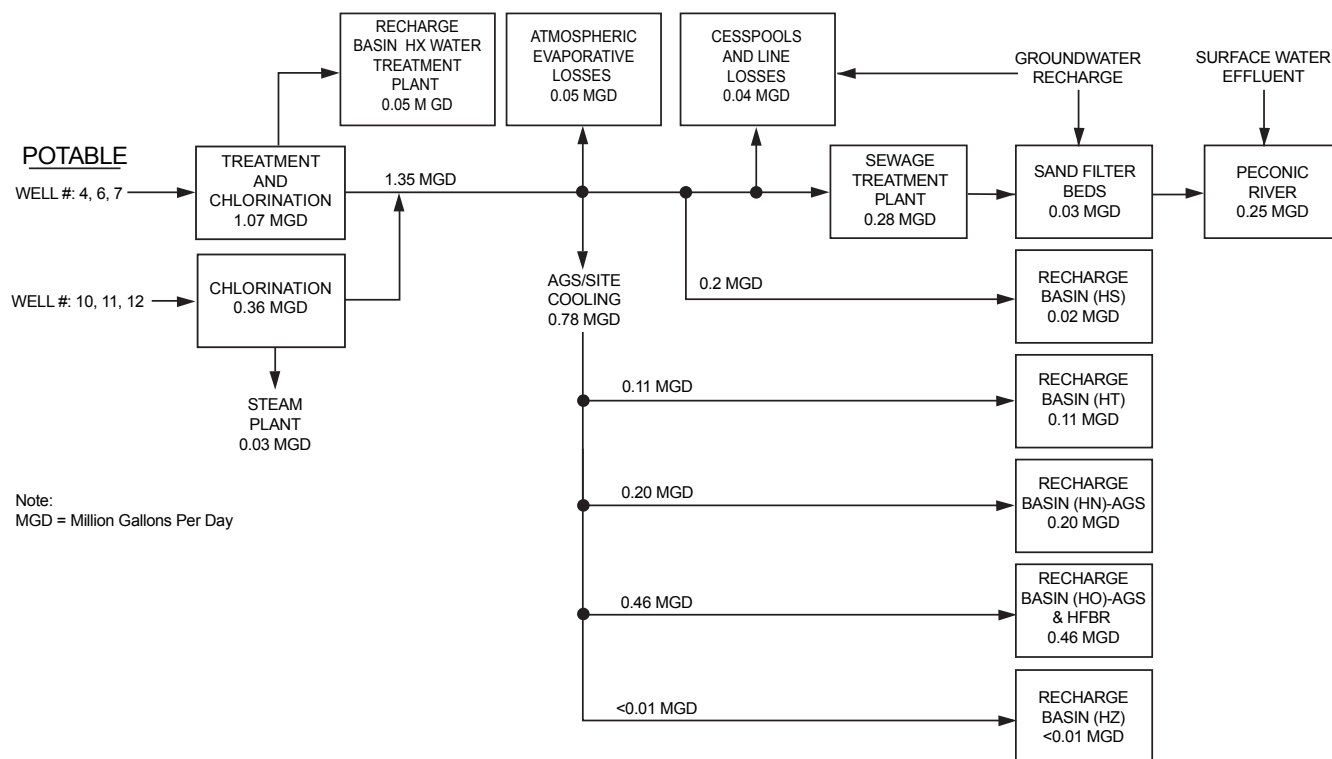 RECHARGE
BASIN HX WATER
TREATMENT
PLANT
0.05 M GD
ATMOSPHERIC
EVAPORATIVE
LOSSES
0.05 MGD
CESSPOOLS
AND LINE
LOSSES
0.04 MGD
GROUNDWATER
RECHARGE
SURFACE WATER
EFFLUENT
POTABLE
WELL #: 4, 6, 7
TREATMENT
AND
CHLORINATION
1.07 MGD
1.35 MGD
SEWAGE
TREATMENT
PLANT
0.28 MGD
SAND FILTER
BEDS
0.03 MGD
PECONIC
RIVER
0.25 MGD
WELL #: 10, 11, 12
CHLORINATION
0.36 MGD
AGS/SITE
COOLING
0.78 MGD
0.2 MGD
RECHARGE
BASIN (HS)
0.02 MGD
STEAM
PLANT
0.03 MGD
0.11 MGD
RECHARGE
BASIN (HT)
0.11 MGD
Note:
MGD = Million Gallons Per Day
0.20 MGD
RECHARGE
BASIN (HN)-AGS
0.20 MGD
0.46 MGD
RECHARGE
BASIN (HO)-AGS
& HFBR
0.46 MGD
<0.01 MGD
RECHARGE
BASIN (HZ)
<0.01 MGD